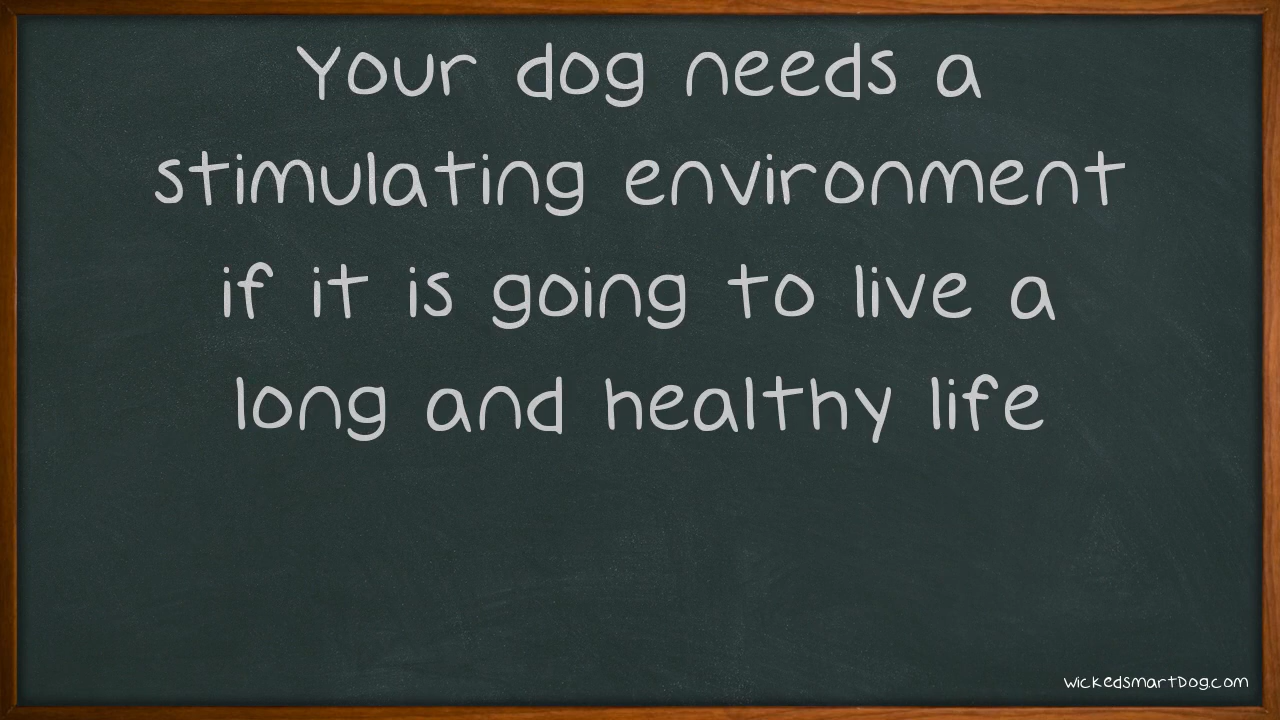 Your dog needs a
stimulating environment
if it is going to live a
long and healthy life
wickedsmartDog.com